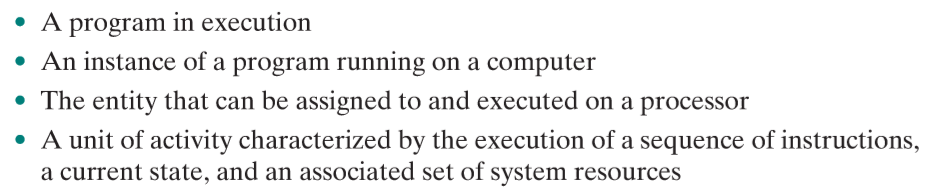 • A program in execution
• An instance of a program running on a computer
• The entity that can be assigned to and executed on a processor
• A unit of activity characterized by the execution of a sequence of instructions,
a current state, and an associated set of system resources